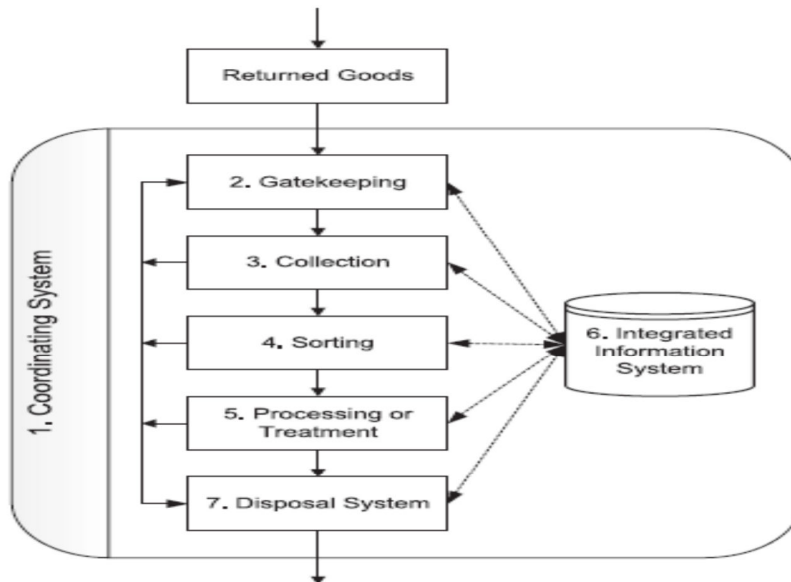 Returned Goods
1. Coordinating System
2. Gatekeeping
3. Collection
4. Sorting
5. Processing or
Treatment
6. Integrated
Information
System
7. Disposal System